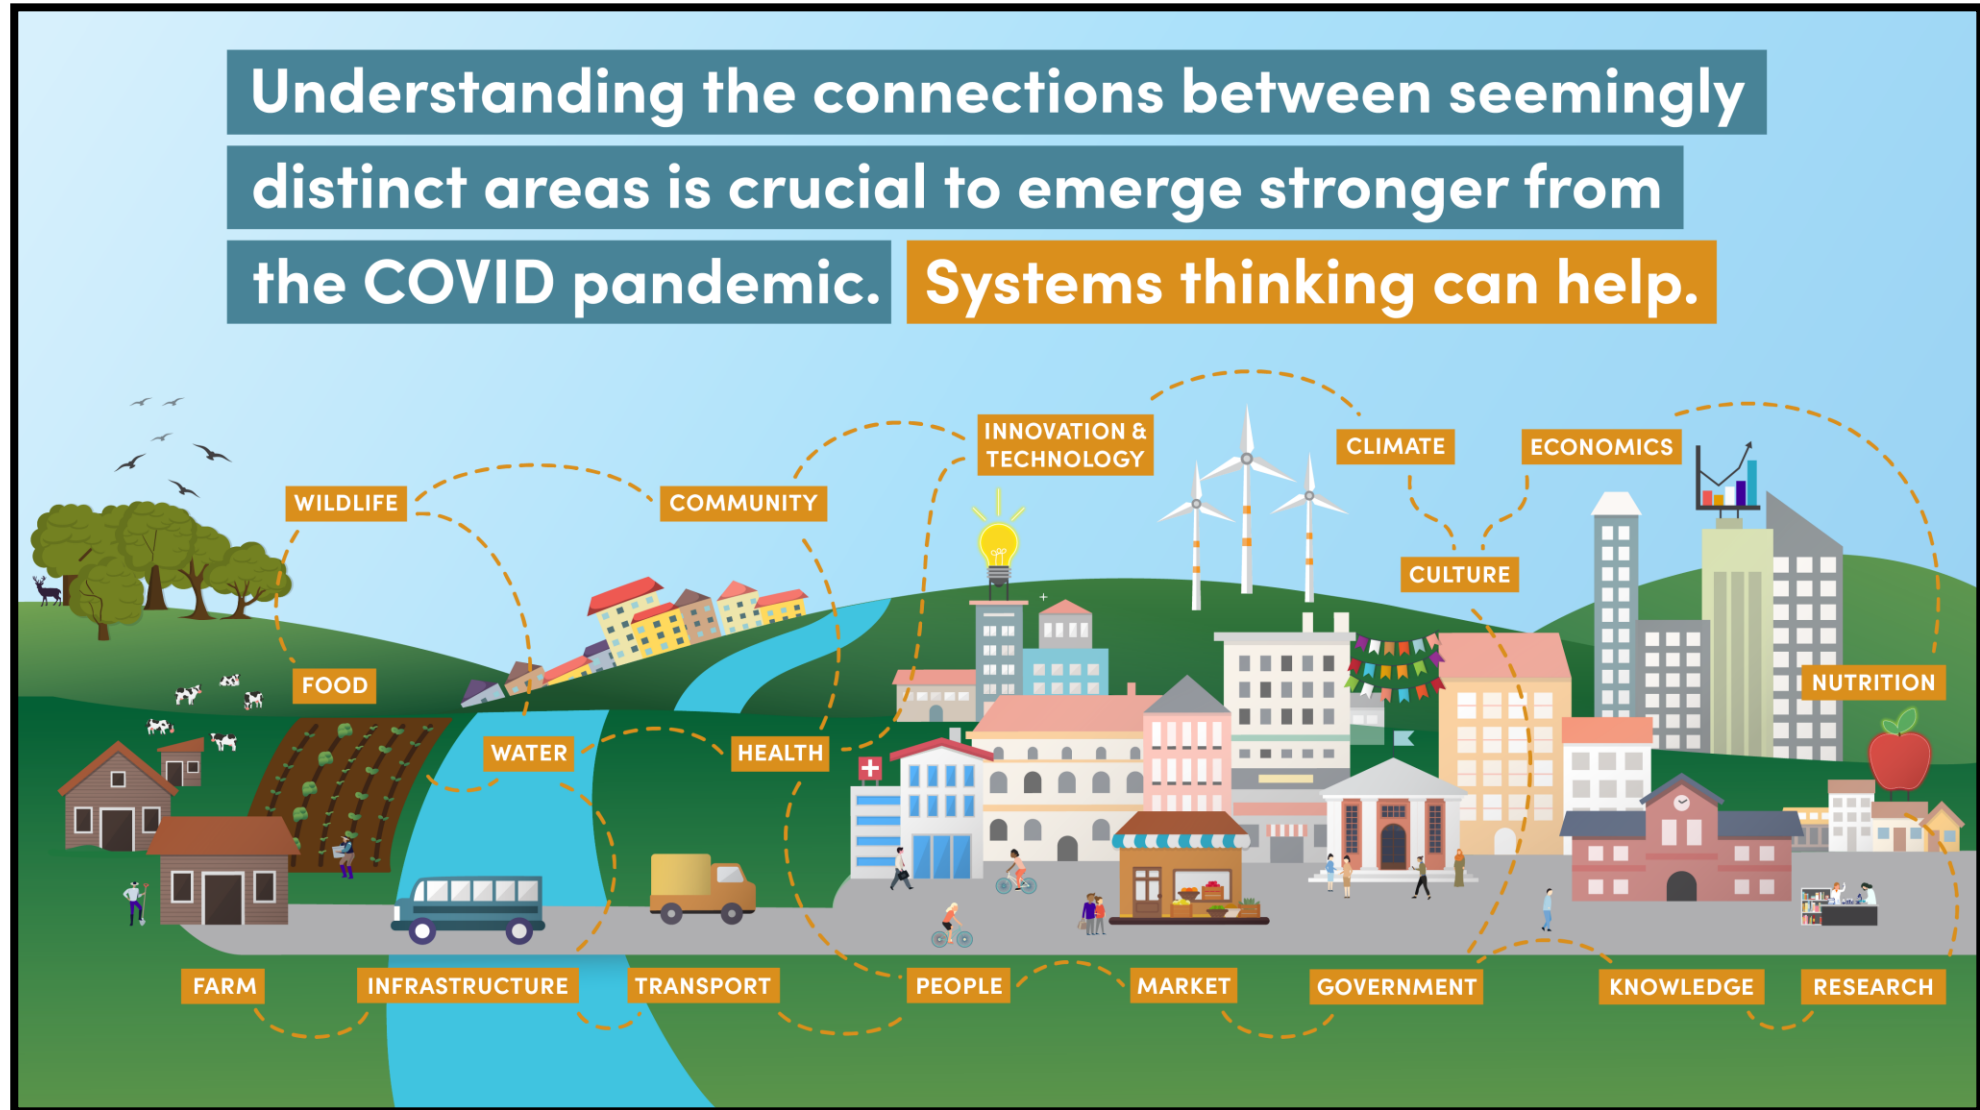 Understanding the connections between seemingly
distinct areas is crucial to emerge stronger from
the COVID pandemic. Systems thinking can help.
INNOVATION &
TECHNOLOGY
CLIMATE
ECONOMICS
WILDLIFE
COMMUNITY
CULTURE
FOOD
NUTRITION
WATER
HEALTH
FARM
INFRASTRUCTURE
TRANSPORT
PEOPLE
MARKET
GOVERNMENT
KNOWLEDGE
RESEARCH